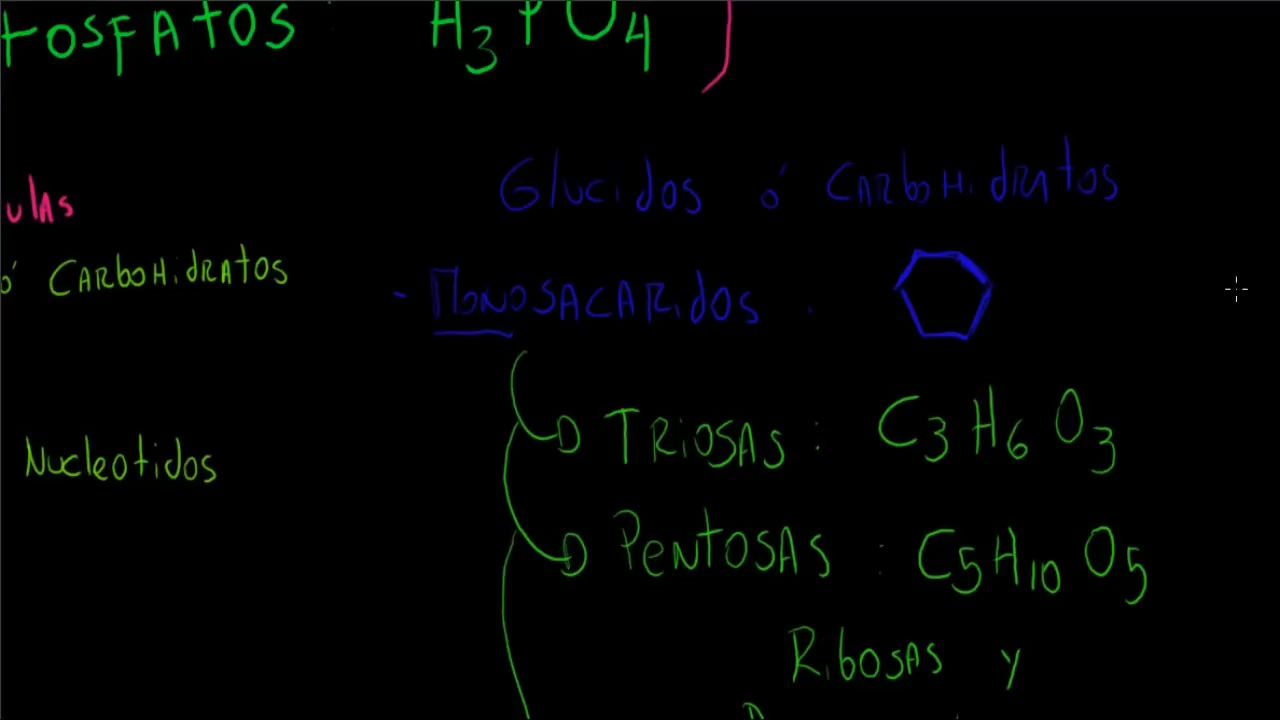 fosfatos : H3PO4)
ulas
ó Carbohidratos
Nucleotidos
Glucidos ó Carbohidratos
- Monosacaridos :
Triosas : C3H6O3
Pentosas : C5H10O5
Ribosas y